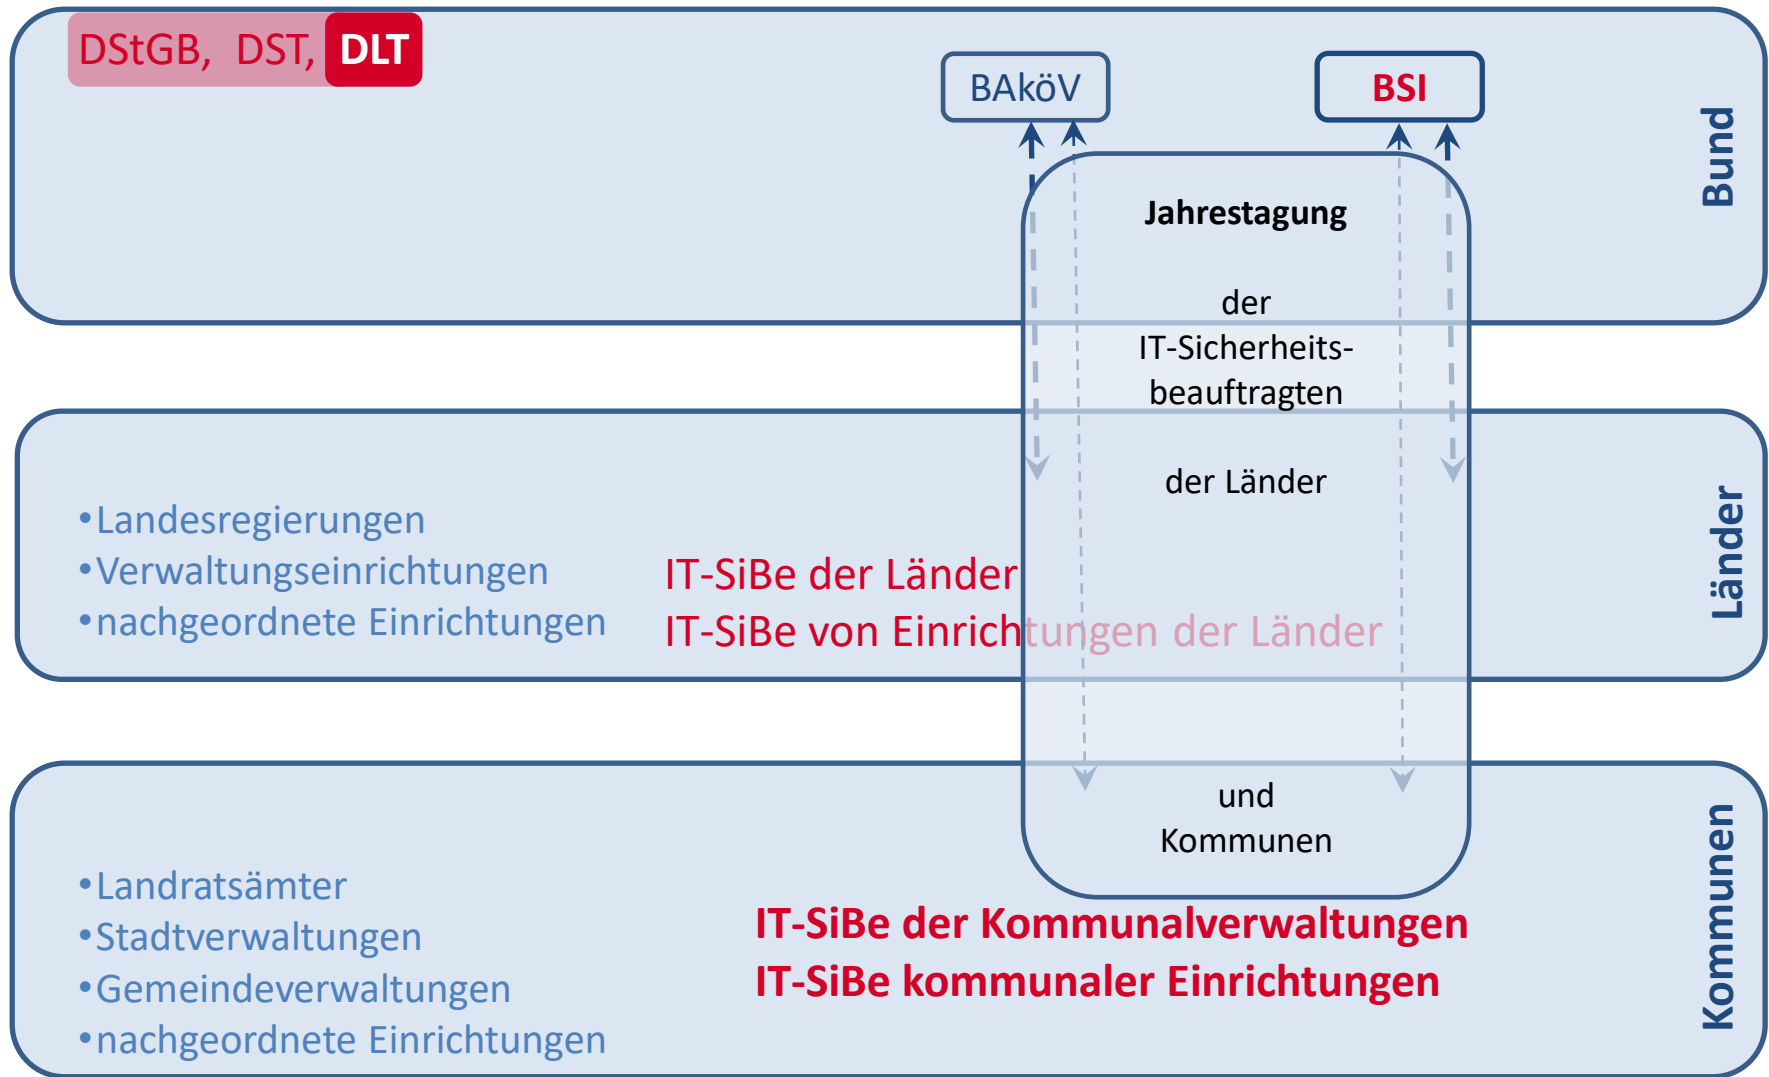 DStGB, DST, DLT
BAköV
BSI
Bund
Jahrestagung
der
IT-Sicherheits-
beauftragten
der Länder
und
Kommunen
Länder
•Landesregierungen
•Verwaltungseinrichtungen
•nachgeordnete Einrichtungen
IT-SiBe der Länder
IT-SiBe von Einrichtungen der Länder
Kommunen
•Landratsämter
•Stadtverwaltungen
•Gemeindeverwaltungen
•nachgeordnete Einrichtungen
IT-SiBe der Kommunalverwaltungen
IT-SiBe kommunaler Einrichtungen